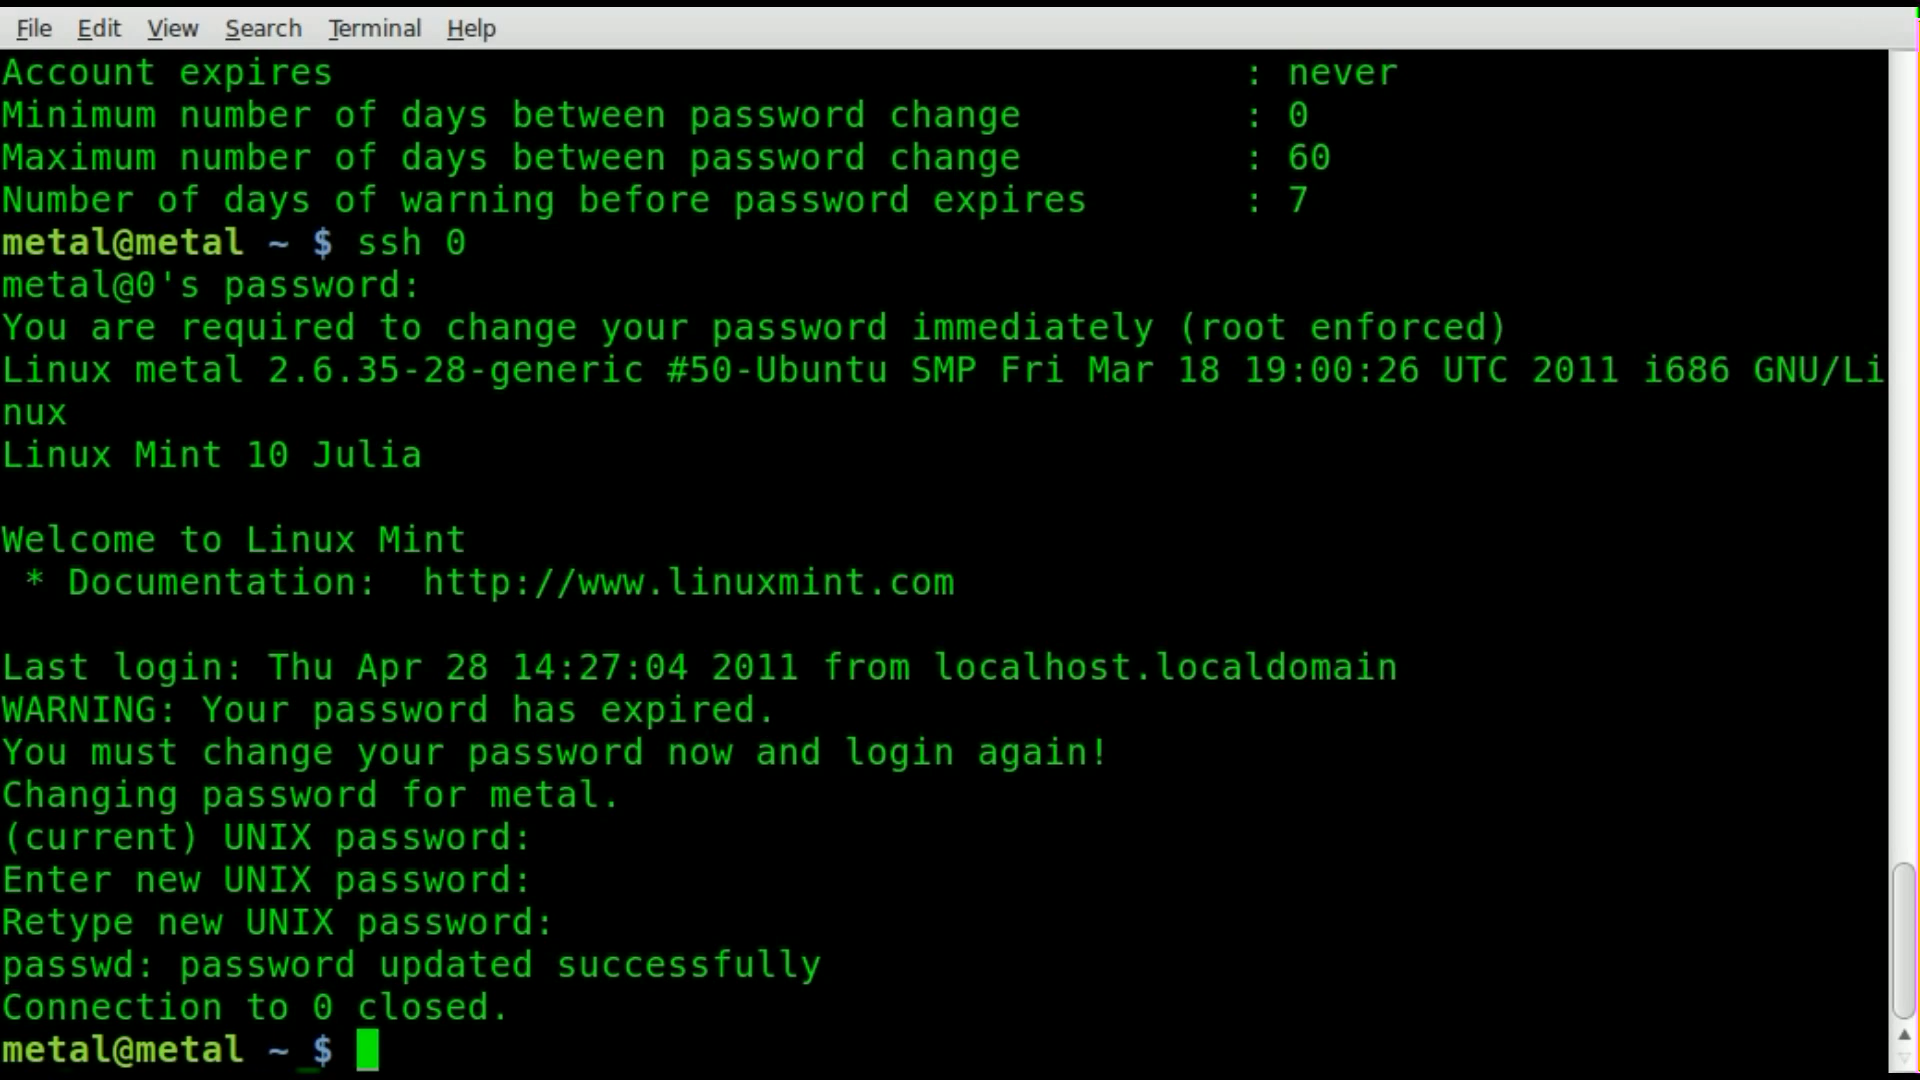 File Edit View Search Terminal Help
Account expires : never
Minimum number of days between password change : 0
Maximum number of days between password change : 60
Number of days of warning before password expires : 7
metal@metal ~ $ ssh 0
metal@0's password:
You are required to change your password immediately (root enforced)
Linux metal 2.6.35-28-generic #50-Ubuntu SMP Fri Mar 18 19:00:26 UTC 2011 i686 GNU/Li
nux
Linux Mint 10 Julia
Welcome to Linux Mint
* Documentation: http://www.linuxmint.com
Last login: Thu Apr 28 14:27:04 2011 from localhost.localdomain
WARNING: Your password has expired.
You must change your password now and login again!
Changing password for metal.
(current) UNIX password:
Enter new UNIX password:
Retype new UNIX password:
passwd: password updated successfully
Connection to 0 closed.
metal@metal ~ $